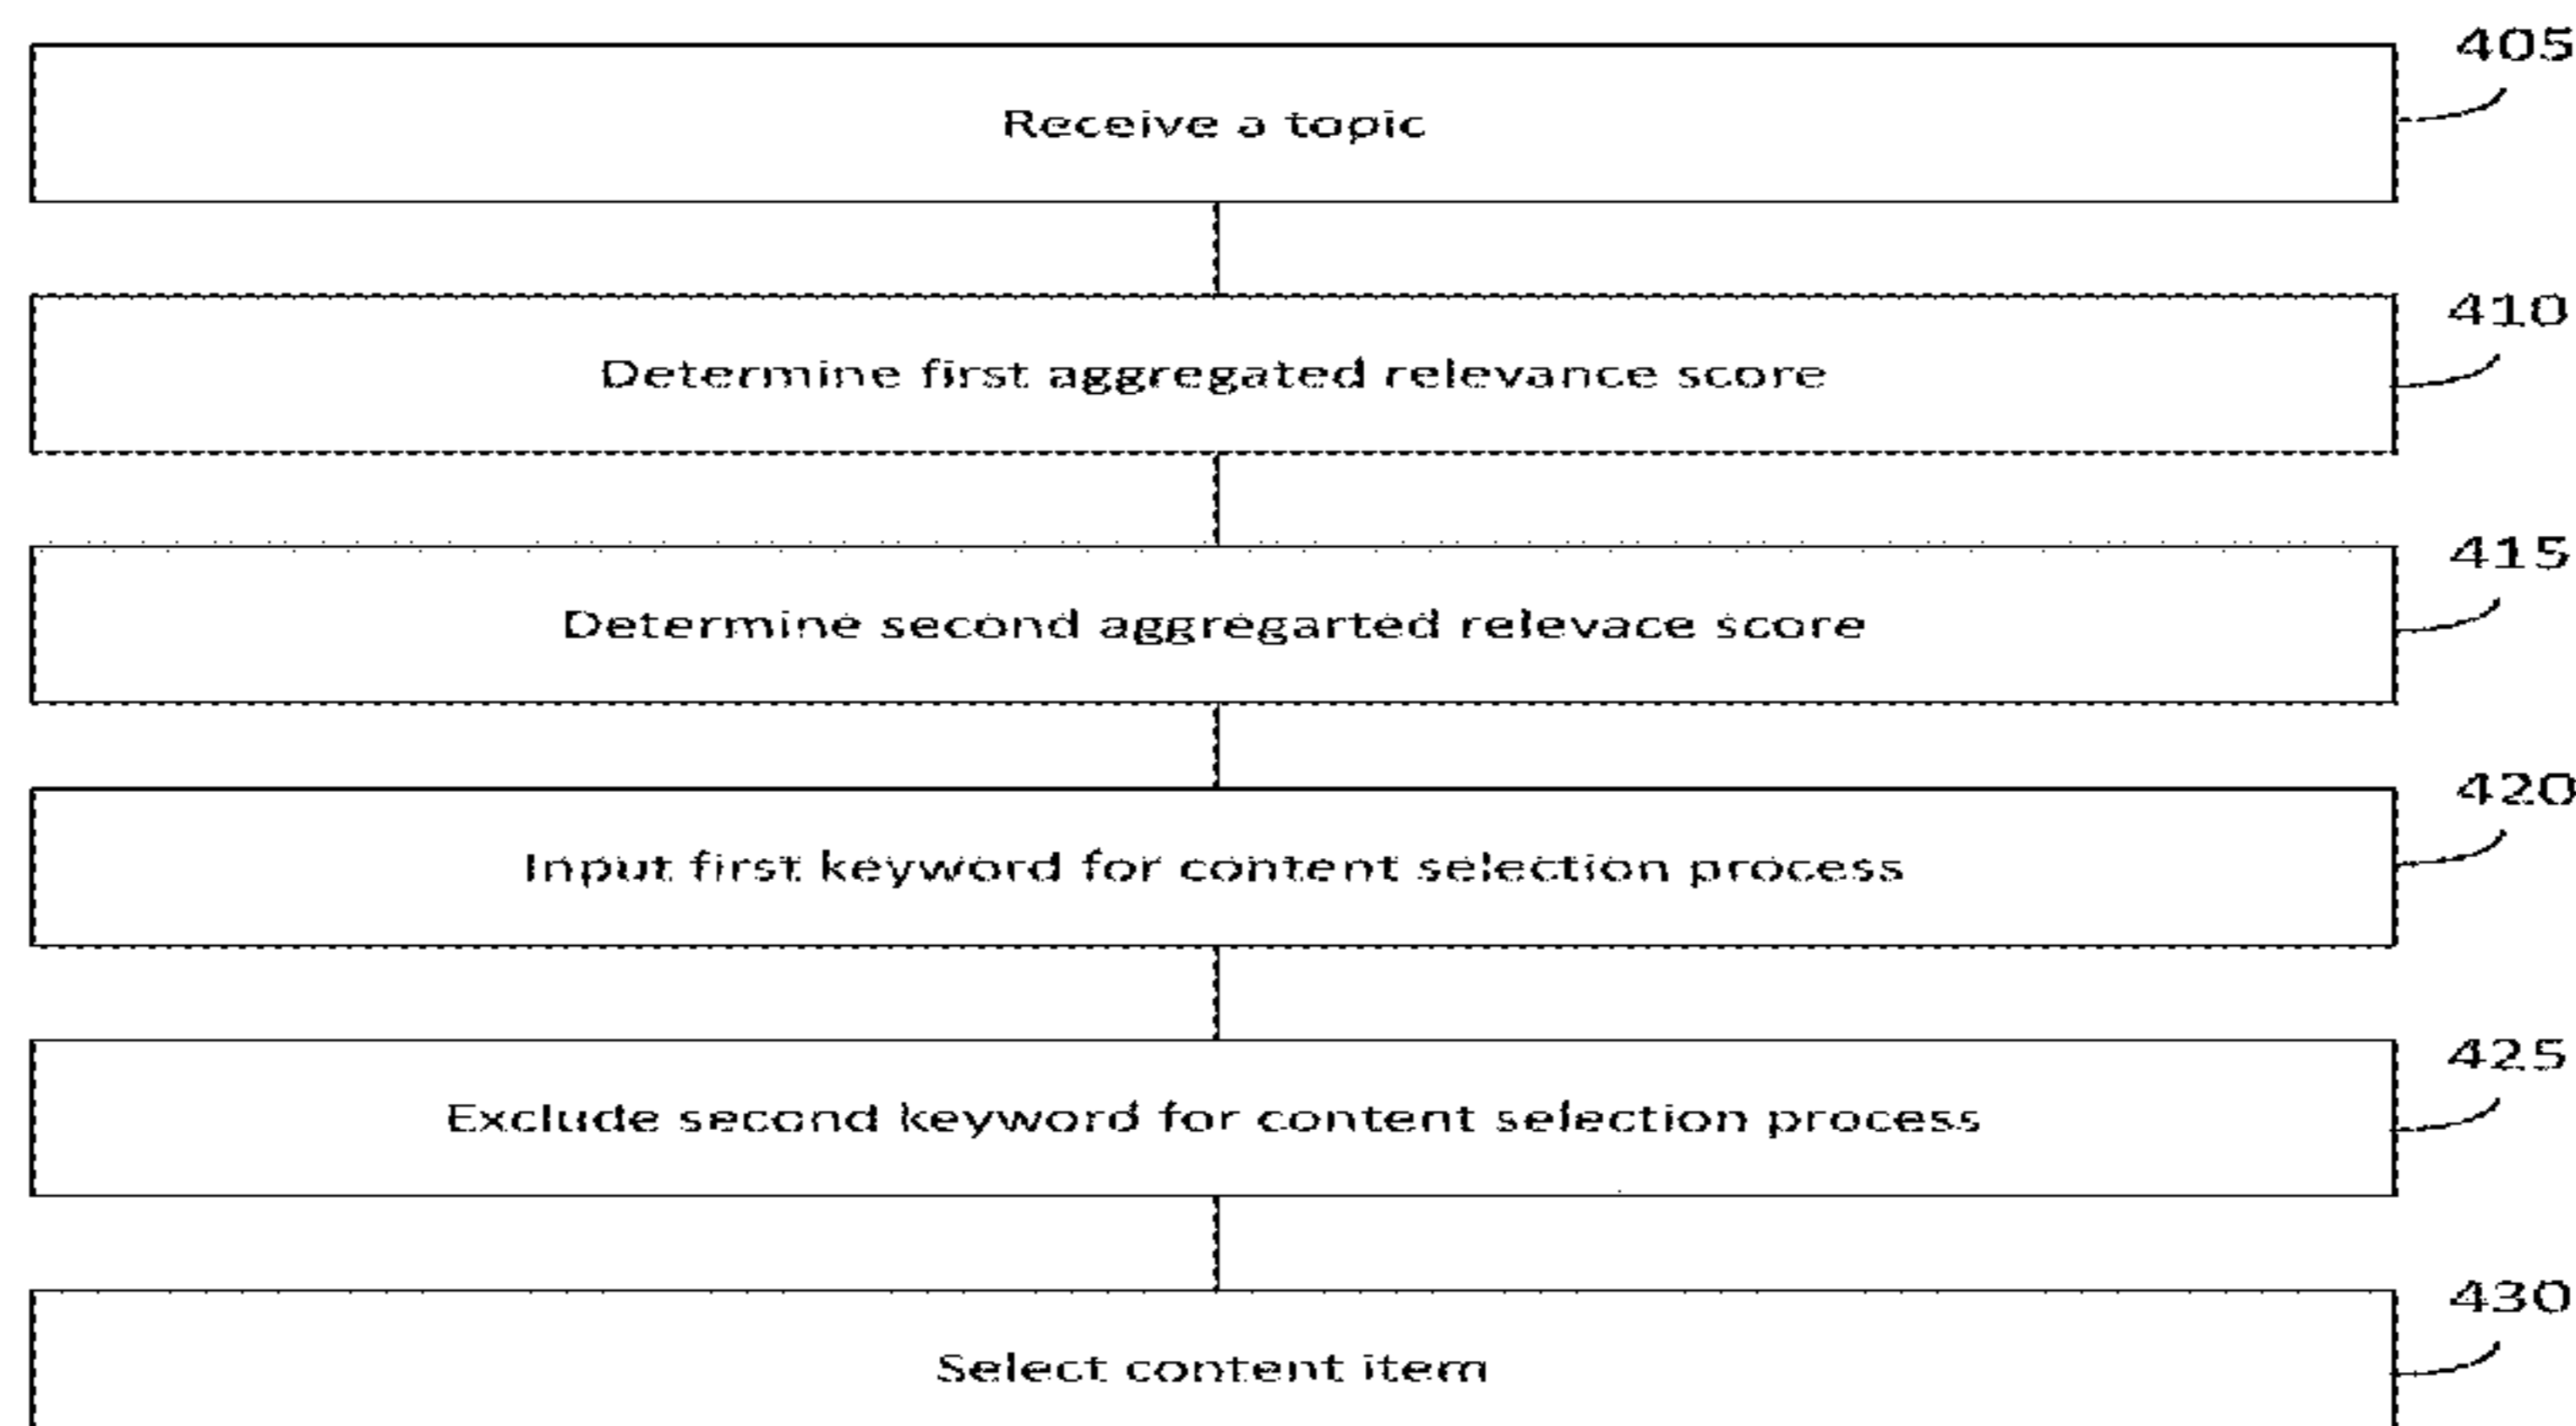 405
Receive a topic
410
Determine first aggregated relevance score
415
Determine second aggregarted relevace score
420
Input first keyword for content selection process
425
Exclude second keyword for content selection process
430
Select content item